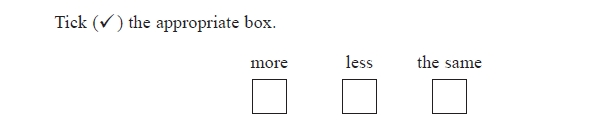 Tick (✓) the appropriate box.
more less the same